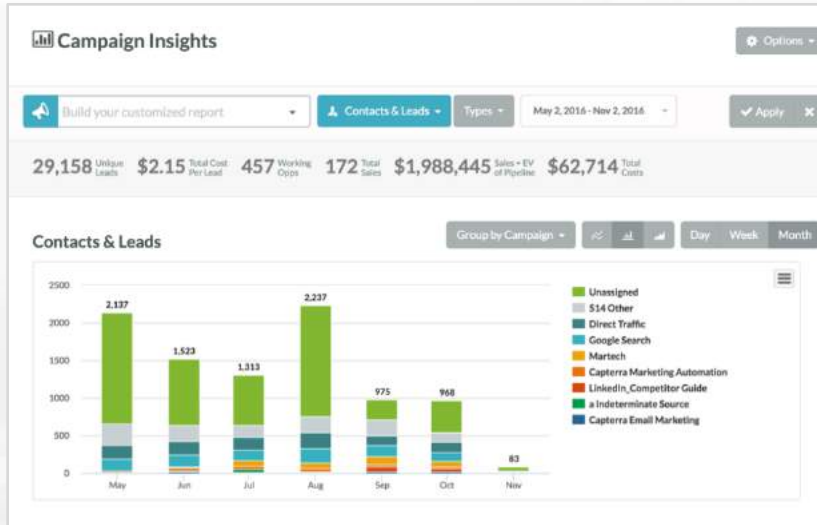 Campaign Insights
Options
Build your customized report
Contacts & Leads
Types
May 2, 2016 - Nov 2, 2016
Apply
29,158 Unique Leads
$2.15 Total Cost Per Lead
457 Working Opps
172 Total Sales
$1,988,445 Sales + EV of Pipeline
$62,714 Total Costs
Contacts & Leads
Group by Campaign
Day
Week
Month
2500
2000
1500
1000
500
0
2,137
1,523
1,313
2,237
975
968
83
May
Jun
Jul
Aug
Sep
Oct
Nov
Unassigned
514 Other
Direct Traffic
Google Search
Martech
Capterra Marketing Automation
LinkedIn_Competitor Guide
a Indeterminate Source
Capterra Email Marketing